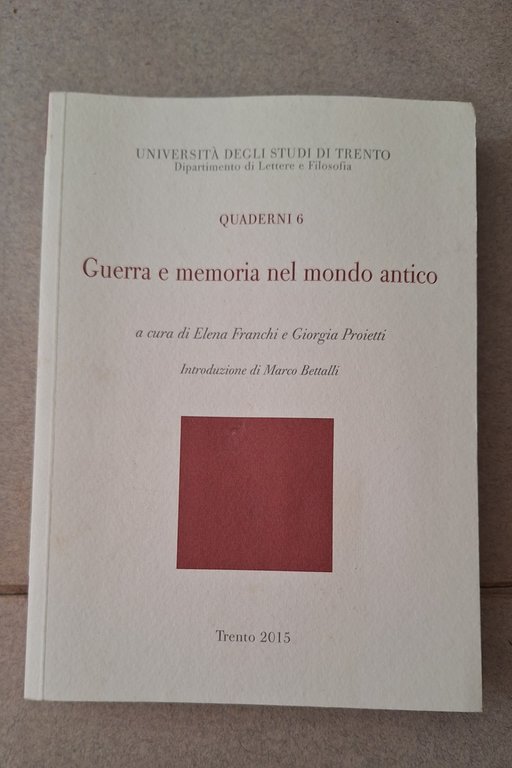 UNIVERSITÀ DEGLI STUDI DI TRENTO
Dipartimento di Lettere e Filosofia
QUADERNI 6
Guerra e memoria nel mondo antico
a cura di Elena Franchi e Giorgia Proietti
Introduzione di Marco Bettalli
Trento 2015